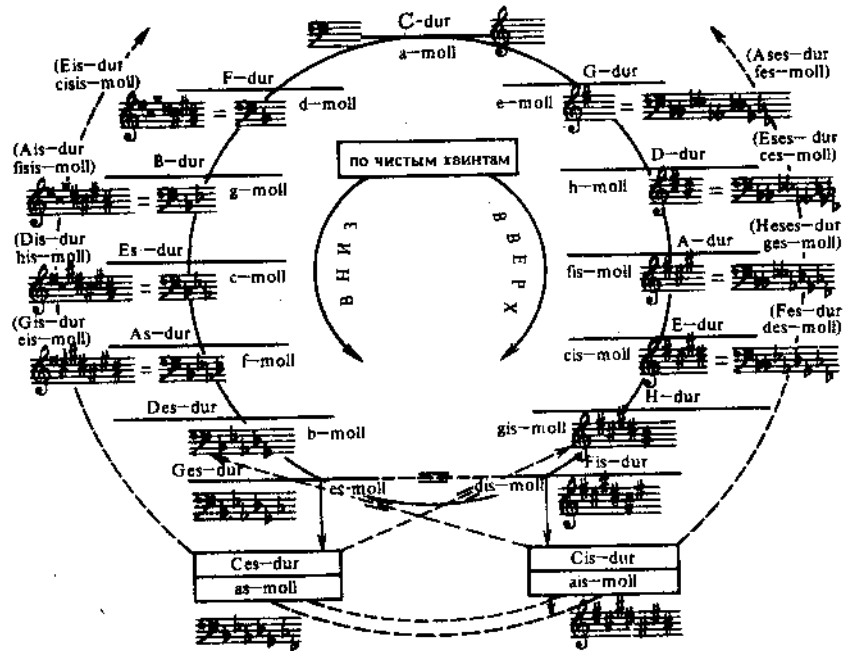 C-dur
a-moll
(Eis-dur
cisis-moll)
F-dur
d-moll
G-dur
e-moll
(Ases-dur
fes-moll)
(Ais-dur
fisis-moll)
B-dur
g-moll
по чистым квинтам
D-dur
h-moll
(Eses-dur
ces-moll)
(Dis-dur
his-moll)
Es-dur
c-moll
ВНИЗ
ВВЕРХ
A-dur
fis-moll
(Heses-dur
ges-moll)
(Gis-dur
eis-moll)
As-dur
f-moll
E-dur
cis-moll
(Fes-dur
des-moll)
Des-dur
b-moll
H-dur
gis-moll
Ges-dur
es-moll
dis-moll
Fis-dur
Ces-dur
as-moll
Cis-dur
ais-moll